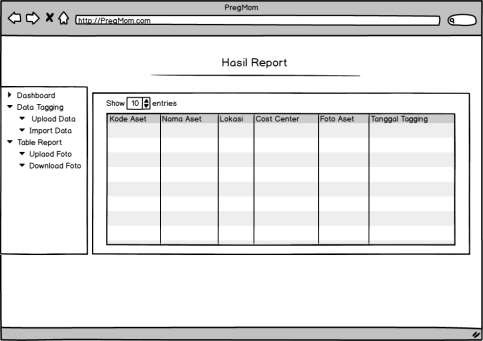 PregMom
http://PregMom.com
Hasil Report
Dashboard
Data Tagging
Upload Data
Import Data
Table Report
Upload Foto
Download Foto
Show 10 entries
Kode Aset Nama Aset Lokasi Cost Center Foto Aset Tanggal Tagging